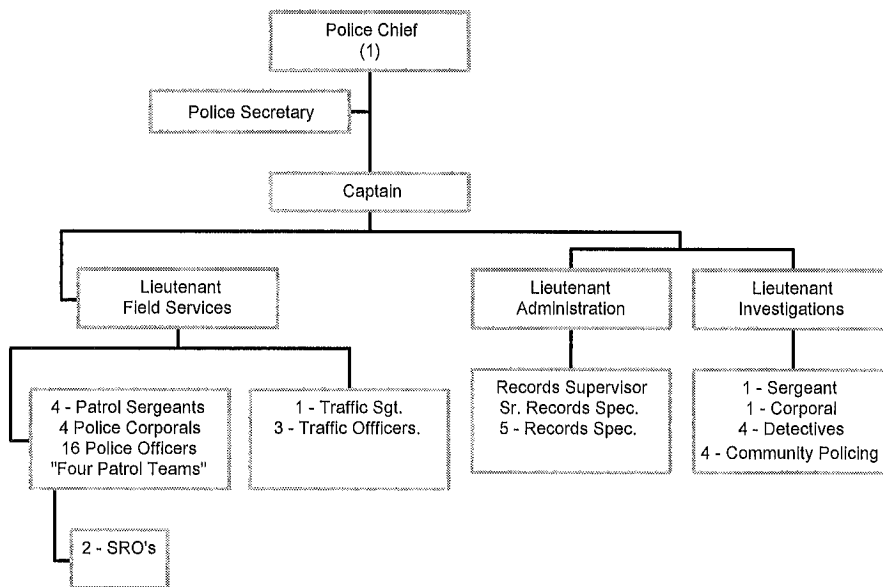 Police Chief
(1)
Police Secretary
Captain
Lieutenant
Field Services
Lieutenant
Administration
Lieutenant
Investigations
4 - Patrol Sergeants
4 Police Corporals
16 Police Officers
"Four Patrol Teams"
1 - Traffic Sgt.
3 - Traffic Offficers.
Records Supervisor
Sr. Records Spec.
5 - Records Spec.
1 - Sergeant
1 - Corporal
4 - Detectives
4 - Community Policing
2 - SRO's